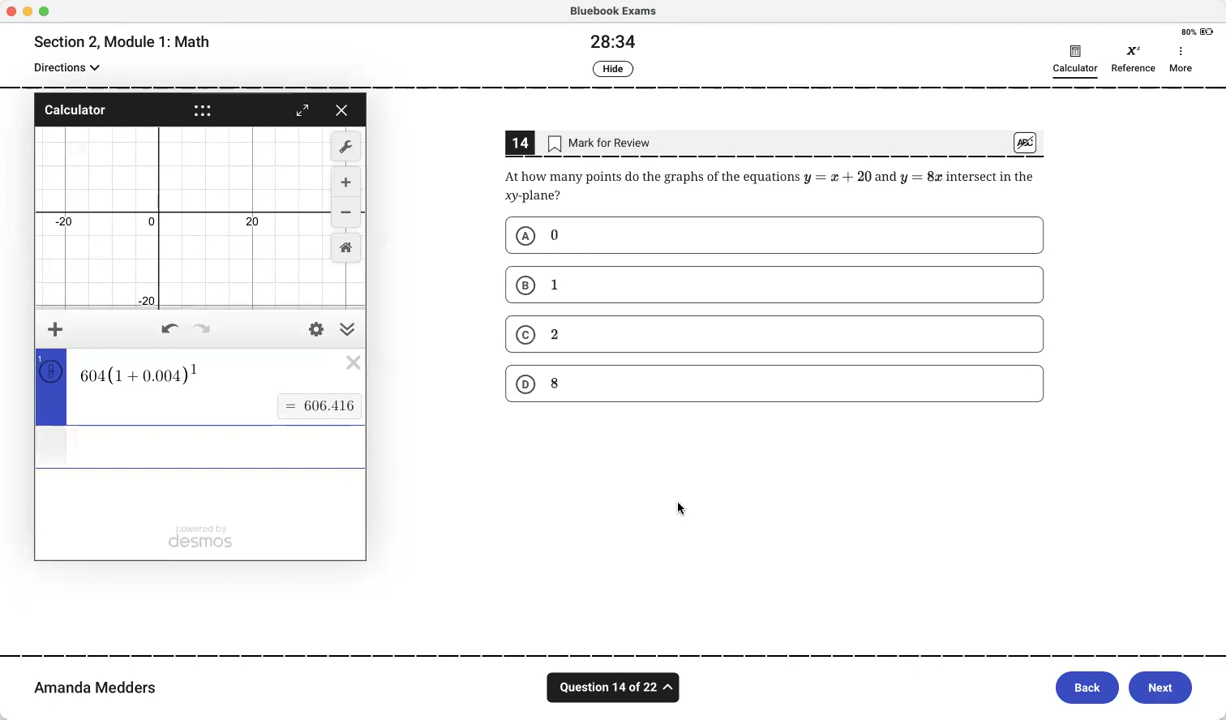 Bluebook Exams
80%
Section 2, Module 1: Math
28:34
Directions
Hide
Calculator
Reference
More
Calculator
-20
0
20
-20
1
604(1 + 0.004)^1
= 606.416
powered by
desmos
14
Mark for Review
ABC
At how many points do the graphs of the equations y = x + 20 and y = 8x intersect in the
xy-plane?
A 0
B 1
C 2
D 8
Amanda Medders
Question 14 of 22
Back
Next